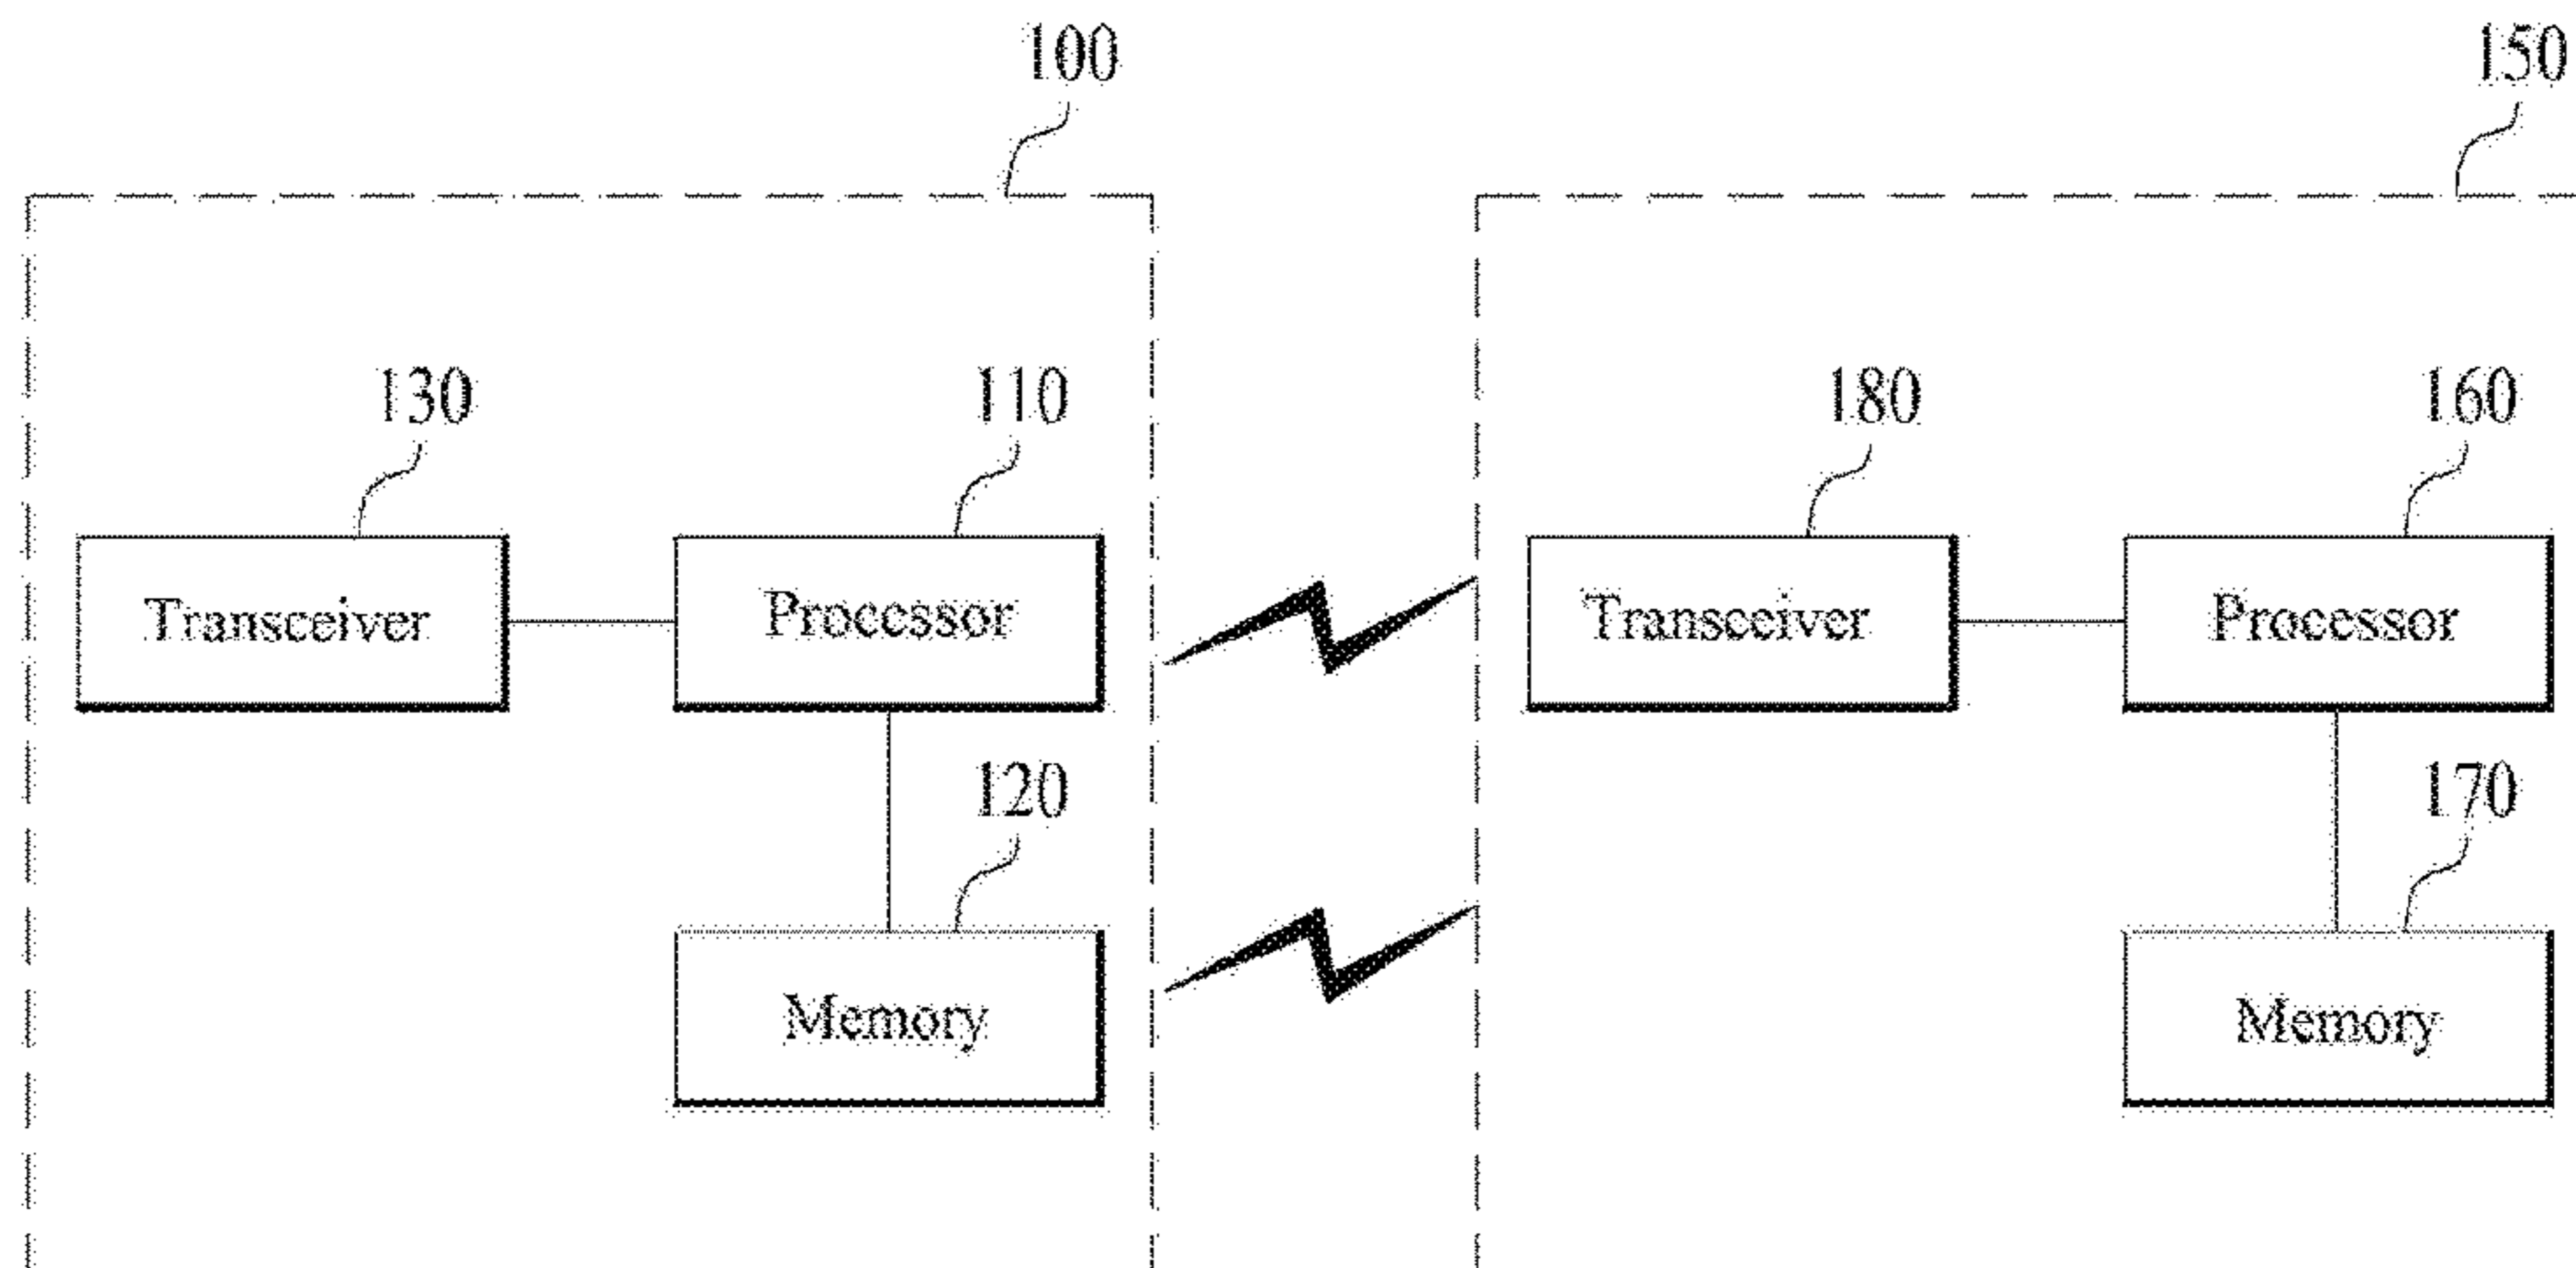 100 150
130 110 180 160
Transceiver Processor Transceiver Processor
120 170
Memory Memory